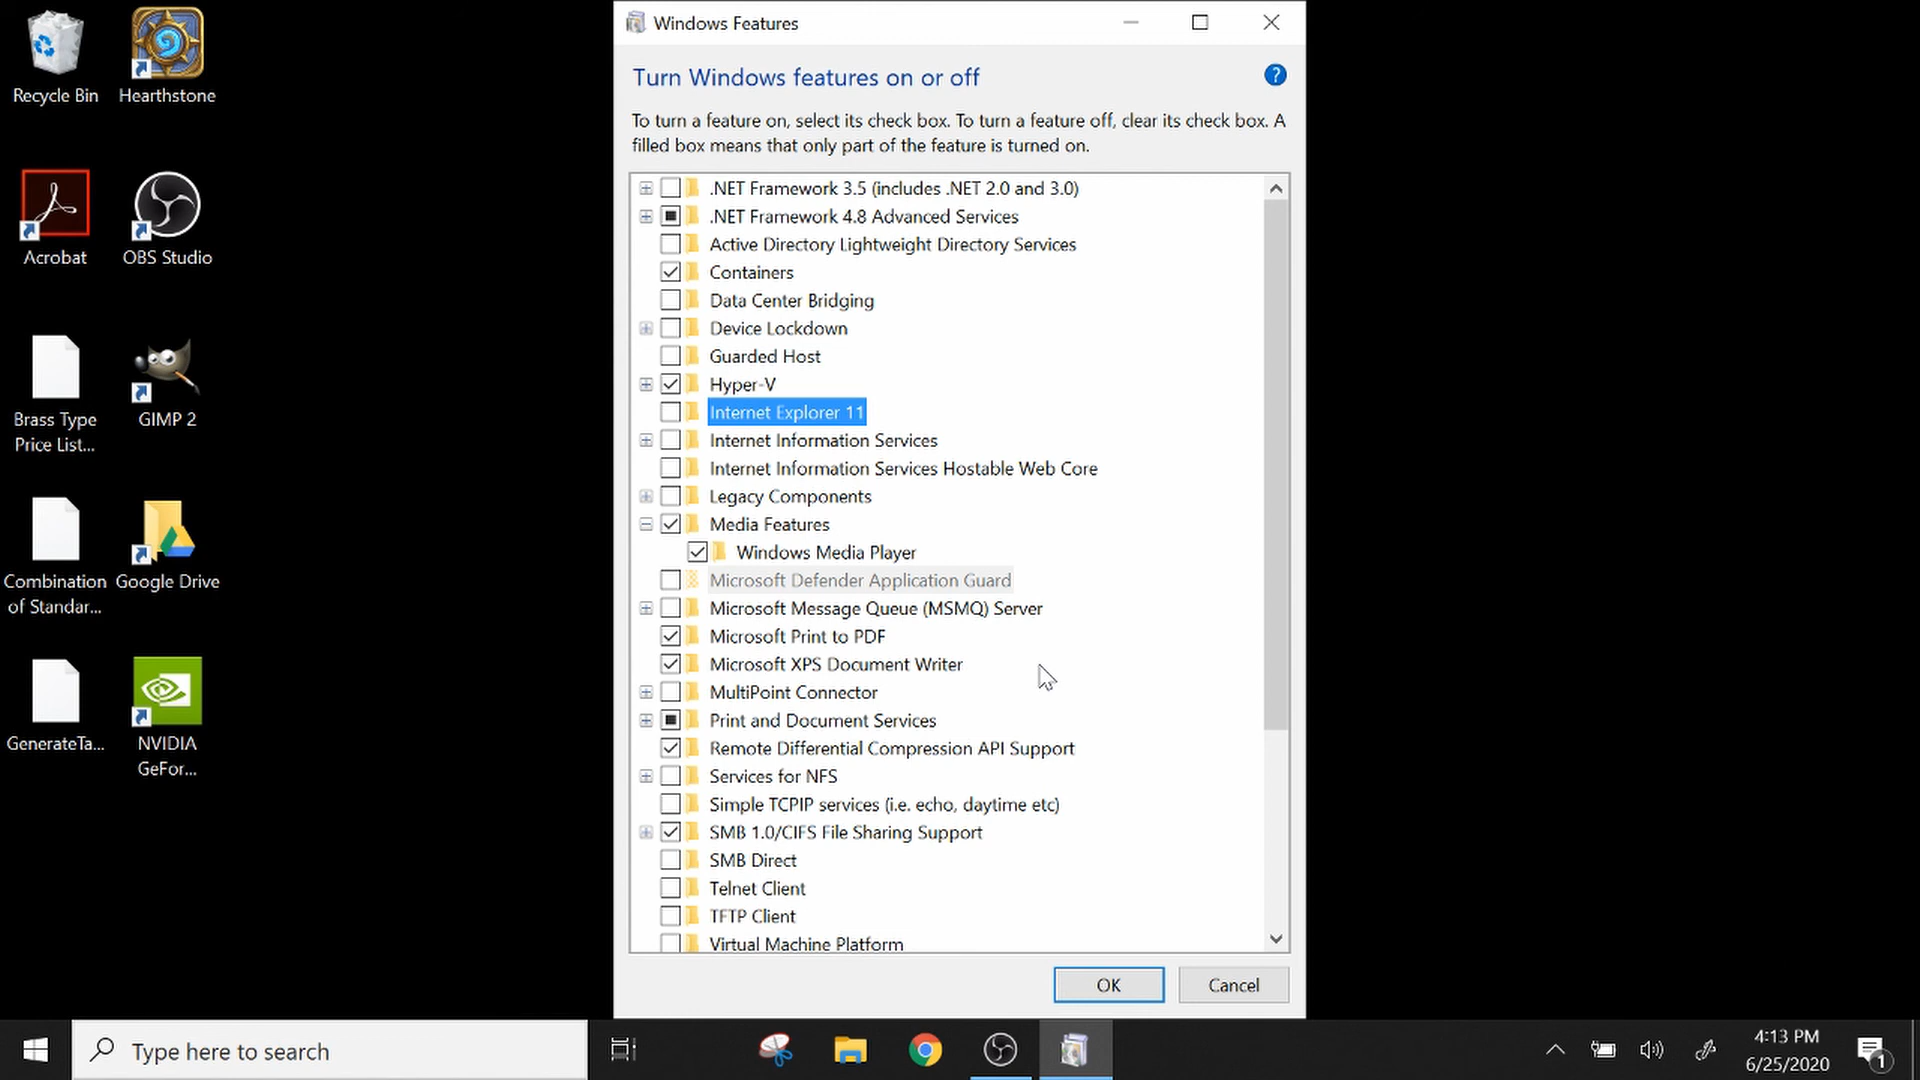 Recycle Bin
Hearthstone
Acrobat
OBS Studio
Brass Type
Price List...
GIMP 2
Combination
of Standar...
Google Drive
GenerateTa...
NVIDIA
GeFor...
Windows Features
Turn Windows features on or off
?
To turn a feature on, select its check box. To turn a feature off, clear its check box. A
filled box means that only part of the feature is turned on.
.NET Framework 3.5 (includes .NET 2.0 and 3.0)
.NET Framework 4.8 Advanced Services
Active Directory Lightweight Directory Services
Containers
Data Center Bridging
Device Lockdown
Guarded Host
Hyper-V
Internet Explorer 11
Internet Information Services
Internet Information Services Hostable Web Core
Legacy Components
Media Features
Windows Media Player
Microsoft Defender Application Guard
Microsoft Message Queue (MSMQ) Server
Microsoft Print to PDF
Microsoft XPS Document Writer
MultiPoint Connector
Print and Document Services
Remote Differential Compression API Support
Services for NFS
Simple TCPIP services (i.e. echo, daytime etc)
SMB 1.0/CIFS File Sharing Support
SMB Direct
Telnet Client
TFTP Client
Virtual Machine Platform
OK
Cancel
Type here to search
4:13 PM
6/25/2020
1